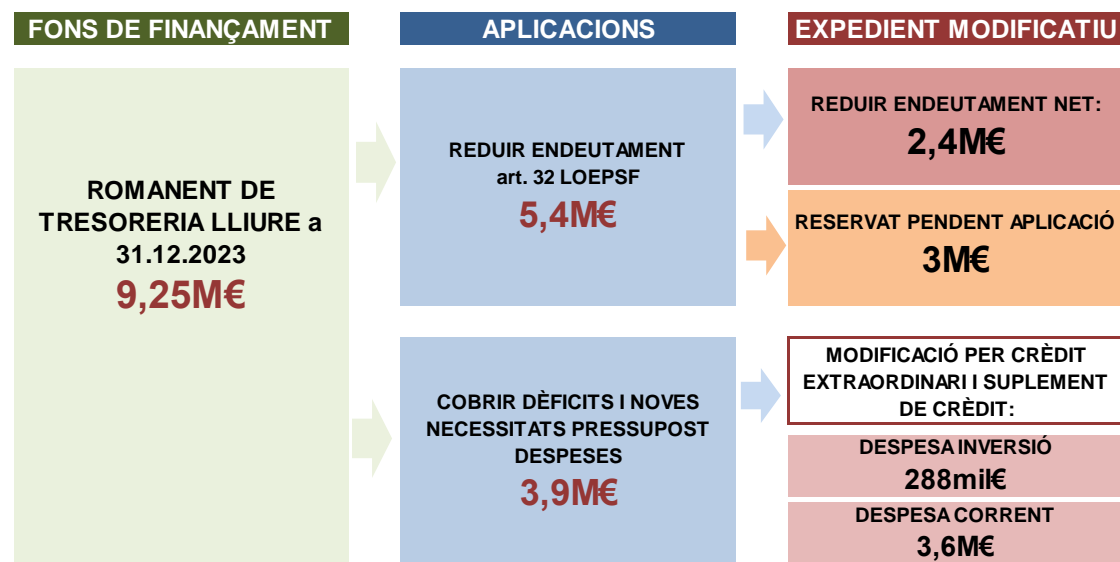 FONS DE FINANÇAMENT
APLICACIONS
EXPEDIENT MODIFICATIU
ROMANENT DE
TRESORERIA LLIURE a
31.12.2023
9,25M€
REDUIR ENDEUTAMENT
art. 32 LOEPSF
5,4M€
REDUIR ENDEUTAMENT NET:
2,4M€
RESERVAT PENDENT APLICACIÓ
3M€
COBRIR DÈFICITS I NOVES
NECESSITATS PRESSUPOST
DESPESES
3,9M€
MODIFICACIÓ PER CRÈDIT
EXTRAORDINARI I SUPLEMENT
DE CRÈDIT:
DESPESA INVERSIÓ
288mil€
DESPESA CORRENT
3,6M€